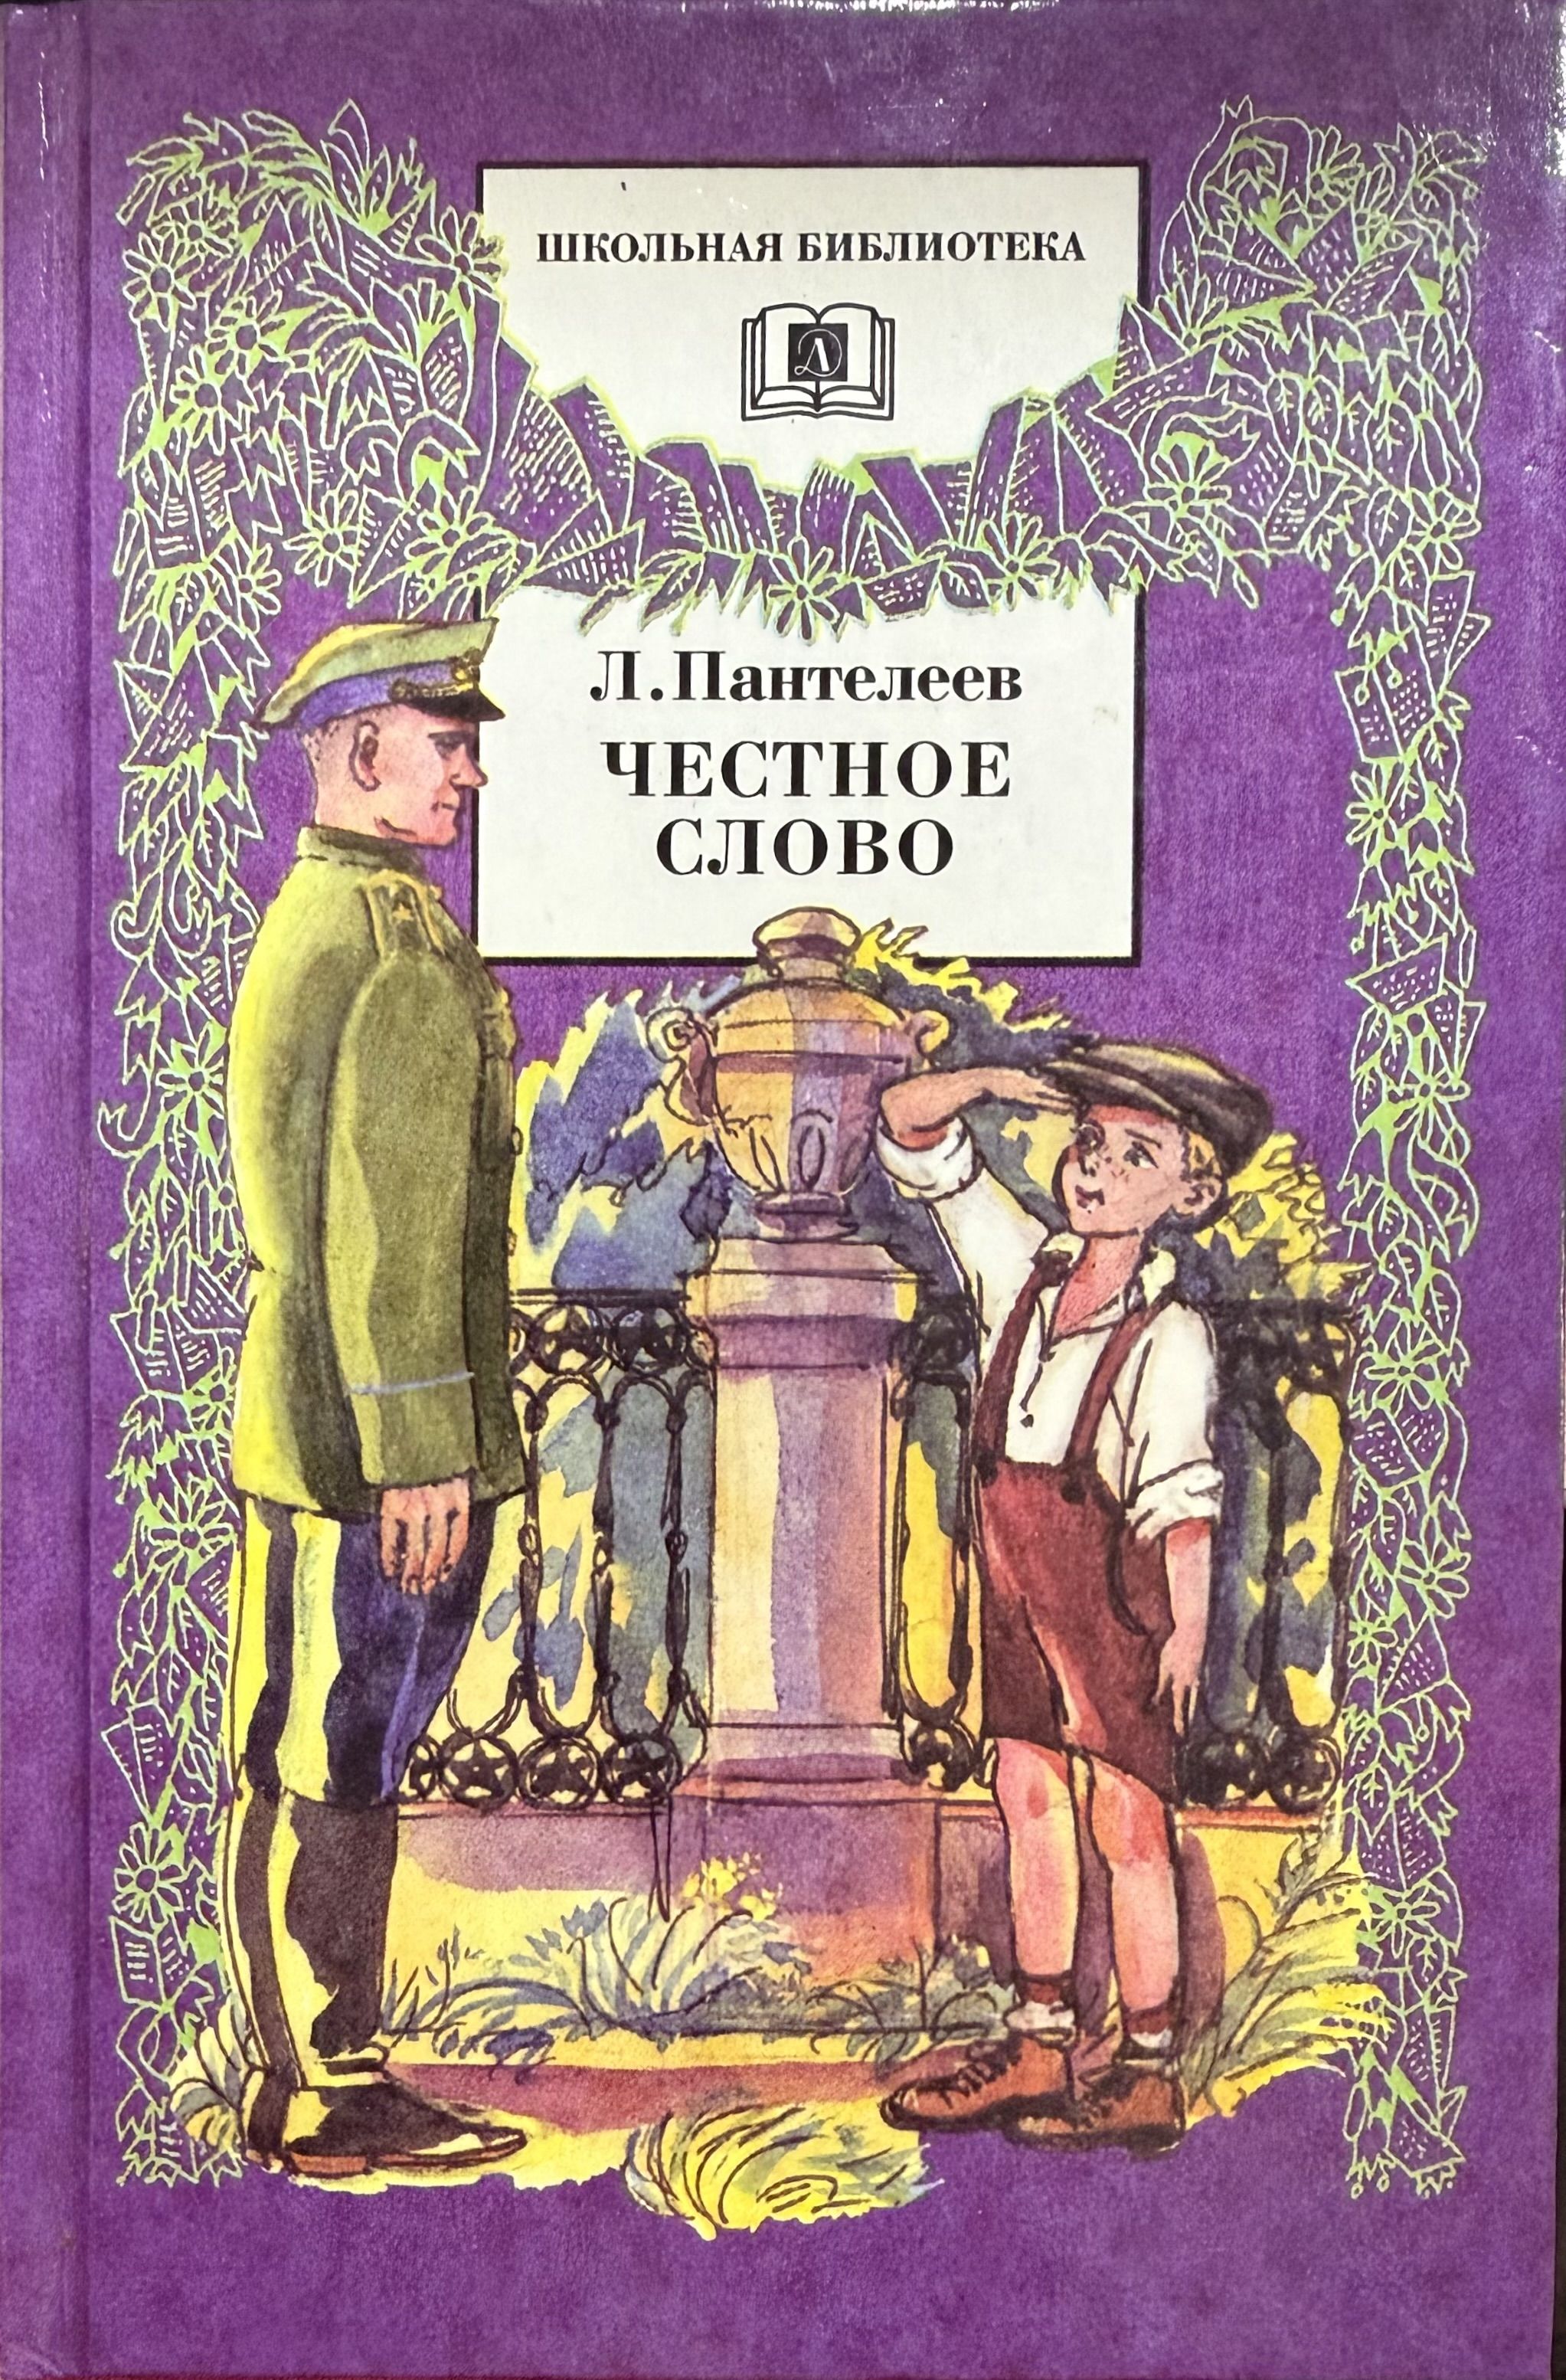 ШКОЛЬНАЯ БИБЛИОТЕКА
Д
Л.Пантелеев
ЧЕСТНОЕ
СЛОВО